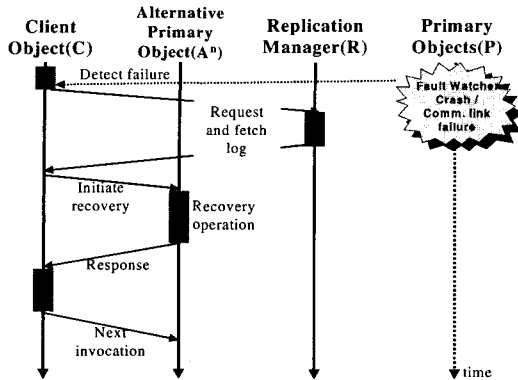 Client
Object(C)
Alternative
Primary
Object(Aⁿ)
Replication
Manager(R)
Primary
Objects(P)
Detect failure
Fault Watcher
Crash /
Comm. link
failure
Request
and fetch
log
Initiate
recovery
Recovery
operation
Response
Next
invocation
time